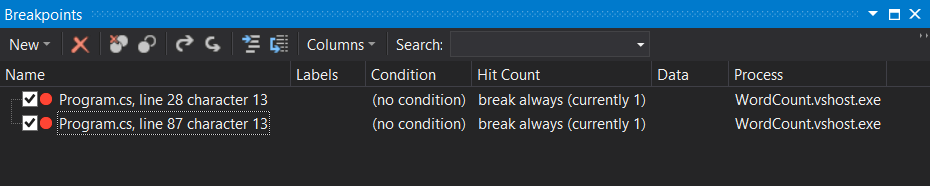 Breakpoints
New Columns Search:
Name Labels Condition Hit Count Data Process
Program.cs, line 28 character 13 (no condition) break always (currently 1) WordCount.vshost.exe
Program.cs, line 87 character 13 (no condition) break always (currently 1) WordCount.vshost.exe